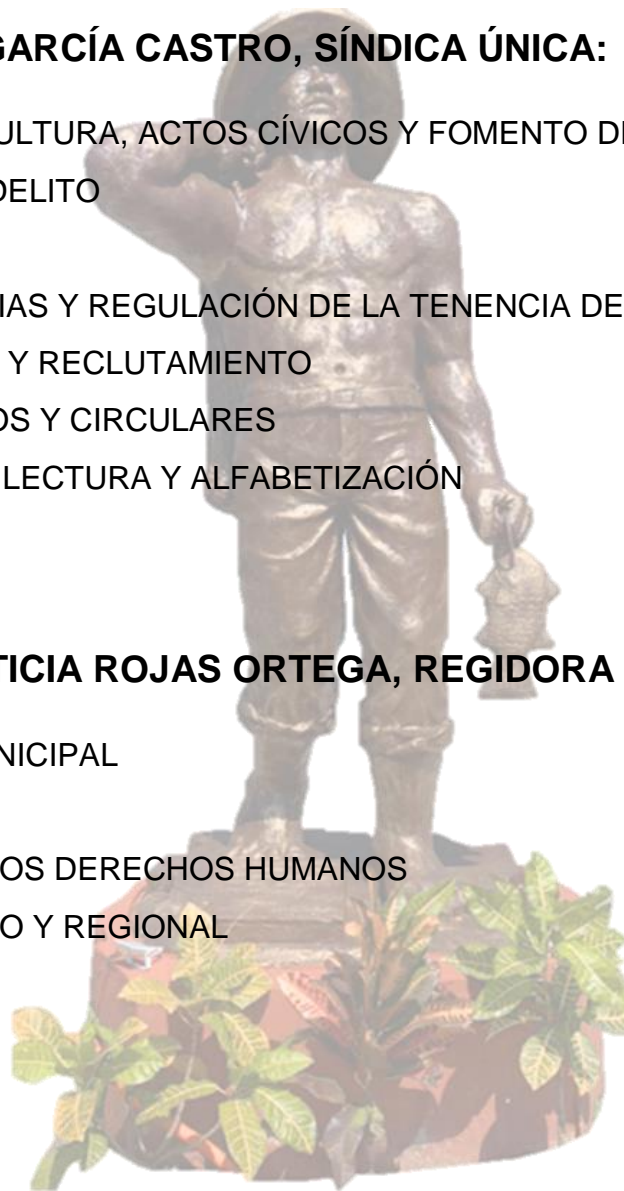 GARCÍA CASTRO, SÍNDICA ÚNICA:
ULTURA, ACTOS CÍVICOS Y FOMENTO
DELITO
IAS Y REGULACIÓN DE LA TENENCIA DE
Y RECLUTAMIENTO
OS Y CIRCULARES
LECTURA Y ALFABETIZACIÓN
TICIA ROJAS ORTEGA, REGIDORA
NICIPAL
OS DERECHOS HUMANOS
O Y REGIONAL